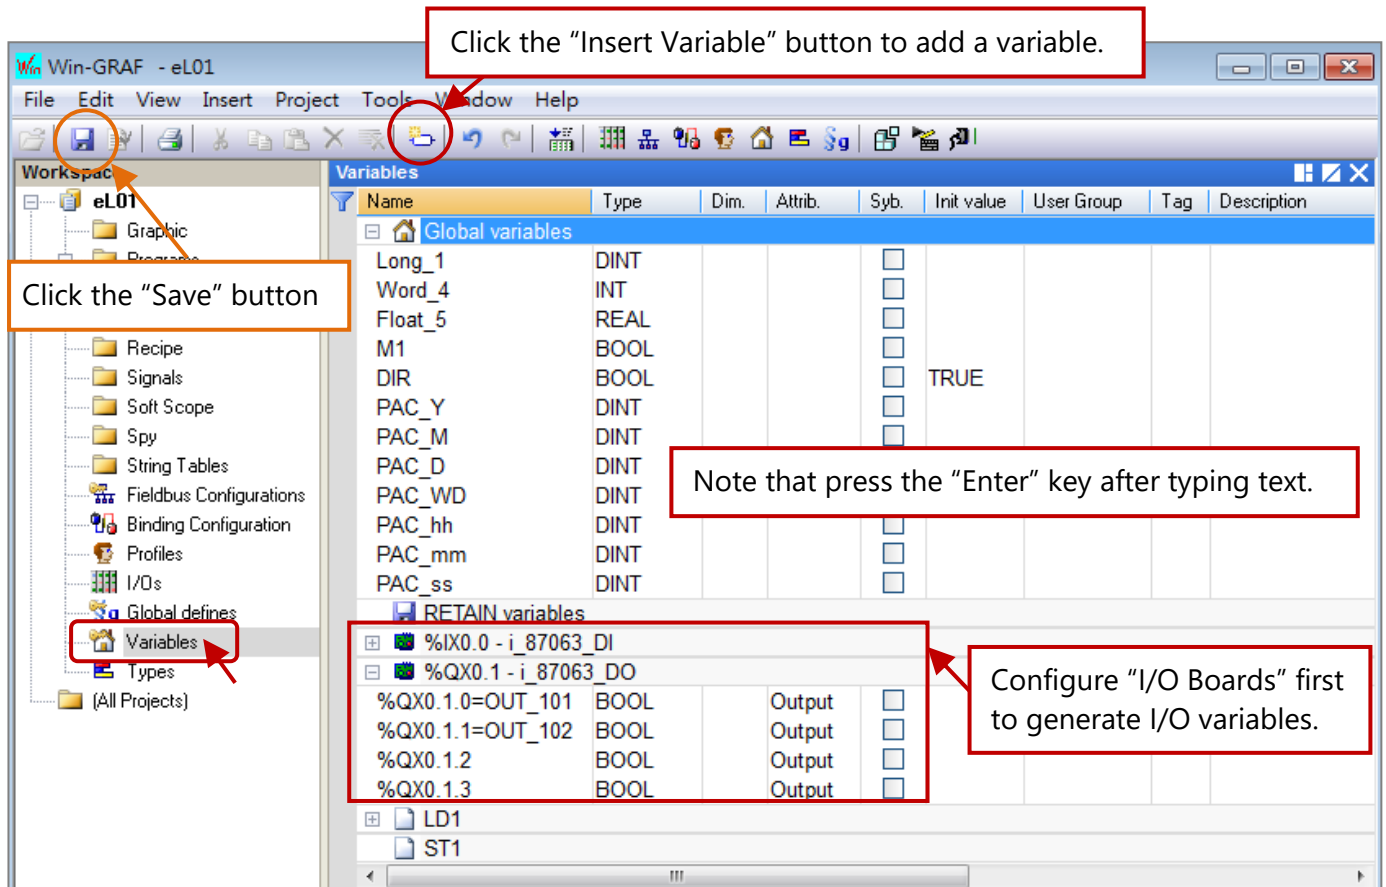 Click the “Insert Variable” button to add a variable.
Win-GRAF - eL01
File Edit View Insert Project Tools Window Help
Workspac
Variables
eL01
Graphic
Programs
Click the “Save” button
Recipe
Signals
Soft Scope
Spy
String Tables
Fieldbus Configurations
Binding Configuration
Profiles
I/Os
Global defines
Variables
Types
(All Projects)
Name Type Dim. Attrib. Syb. Init value User Group Tag Description
Global variables
Long_1 DINT
Word_4 INT
Float_5 REAL
M1 BOOL
DIR BOOL TRUE
PAC_Y DINT
PAC_M DINT
PAC_D DINT
PAC_WD DINT
PAC_hh DINT
PAC_mm DINT
PAC_ss DINT
Note that press the “Enter” key after typing text.
RETAIN variables
%IX0.0 - i_87063_DI
%QX0.1 - i_87063_DO
%QX0.1.0=OUT_101 BOOL Output
%QX0.1.1=OUT_102 BOOL Output
%QX0.1.2 BOOL Output
%QX0.1.3 BOOL Output
Configure “I/O Boards” first
to generate I/O variables.
LD1
ST1